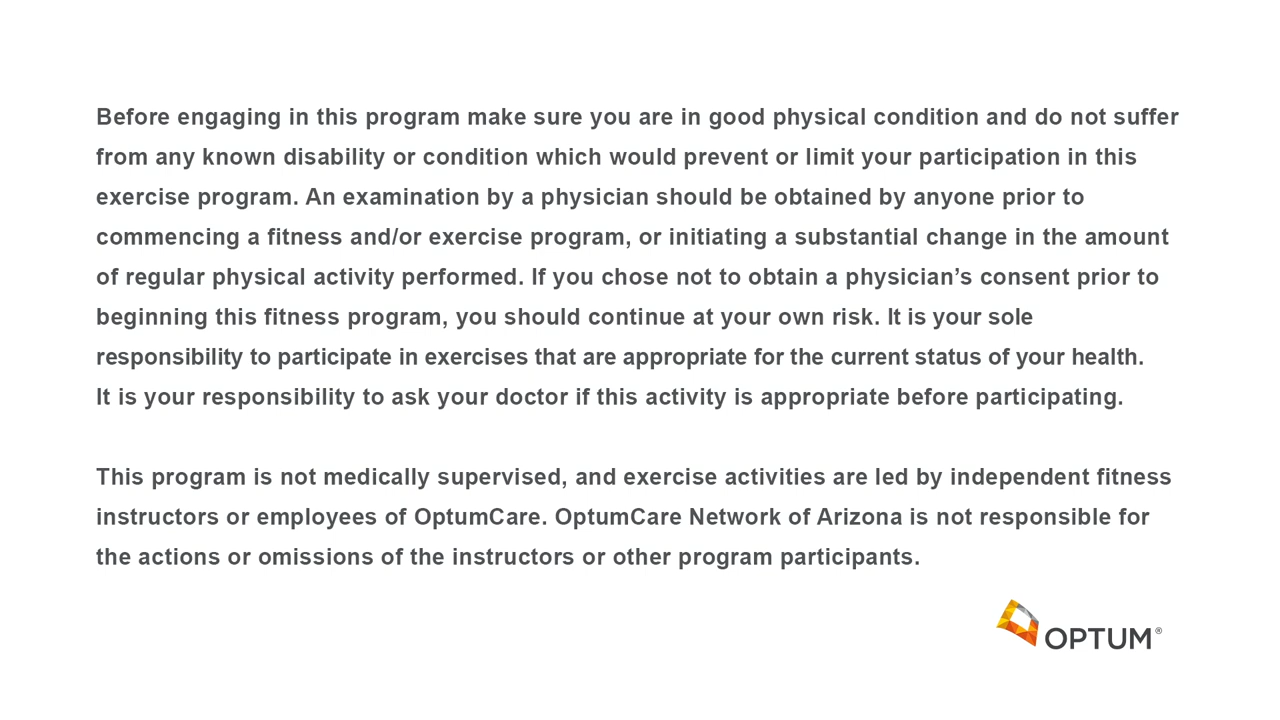 Before engaging in this program make sure you are in good physical condition and do not suffer
from any known disability or condition which would prevent or limit your participation in this
exercise program. An examination by a physician should be obtained by anyone prior to
commencing a fitness and/or exercise program, or initiating a substantial change in the amount
of regular physical activity performed. If you chose not to obtain a physician’s consent prior to
beginning this fitness program, you should continue at your own risk. It is your sole
responsibility to participate in exercises that are appropriate for the current status of your health.
It is your responsibility to ask your doctor if this activity is appropriate before participating.
This program is not medically supervised, and exercise activities are led by independent fitness
instructors or employees of OptumCare. OptumCare Network of Arizona is not responsible for
the actions or omissions of the instructors or other program participants.
OPTUM®